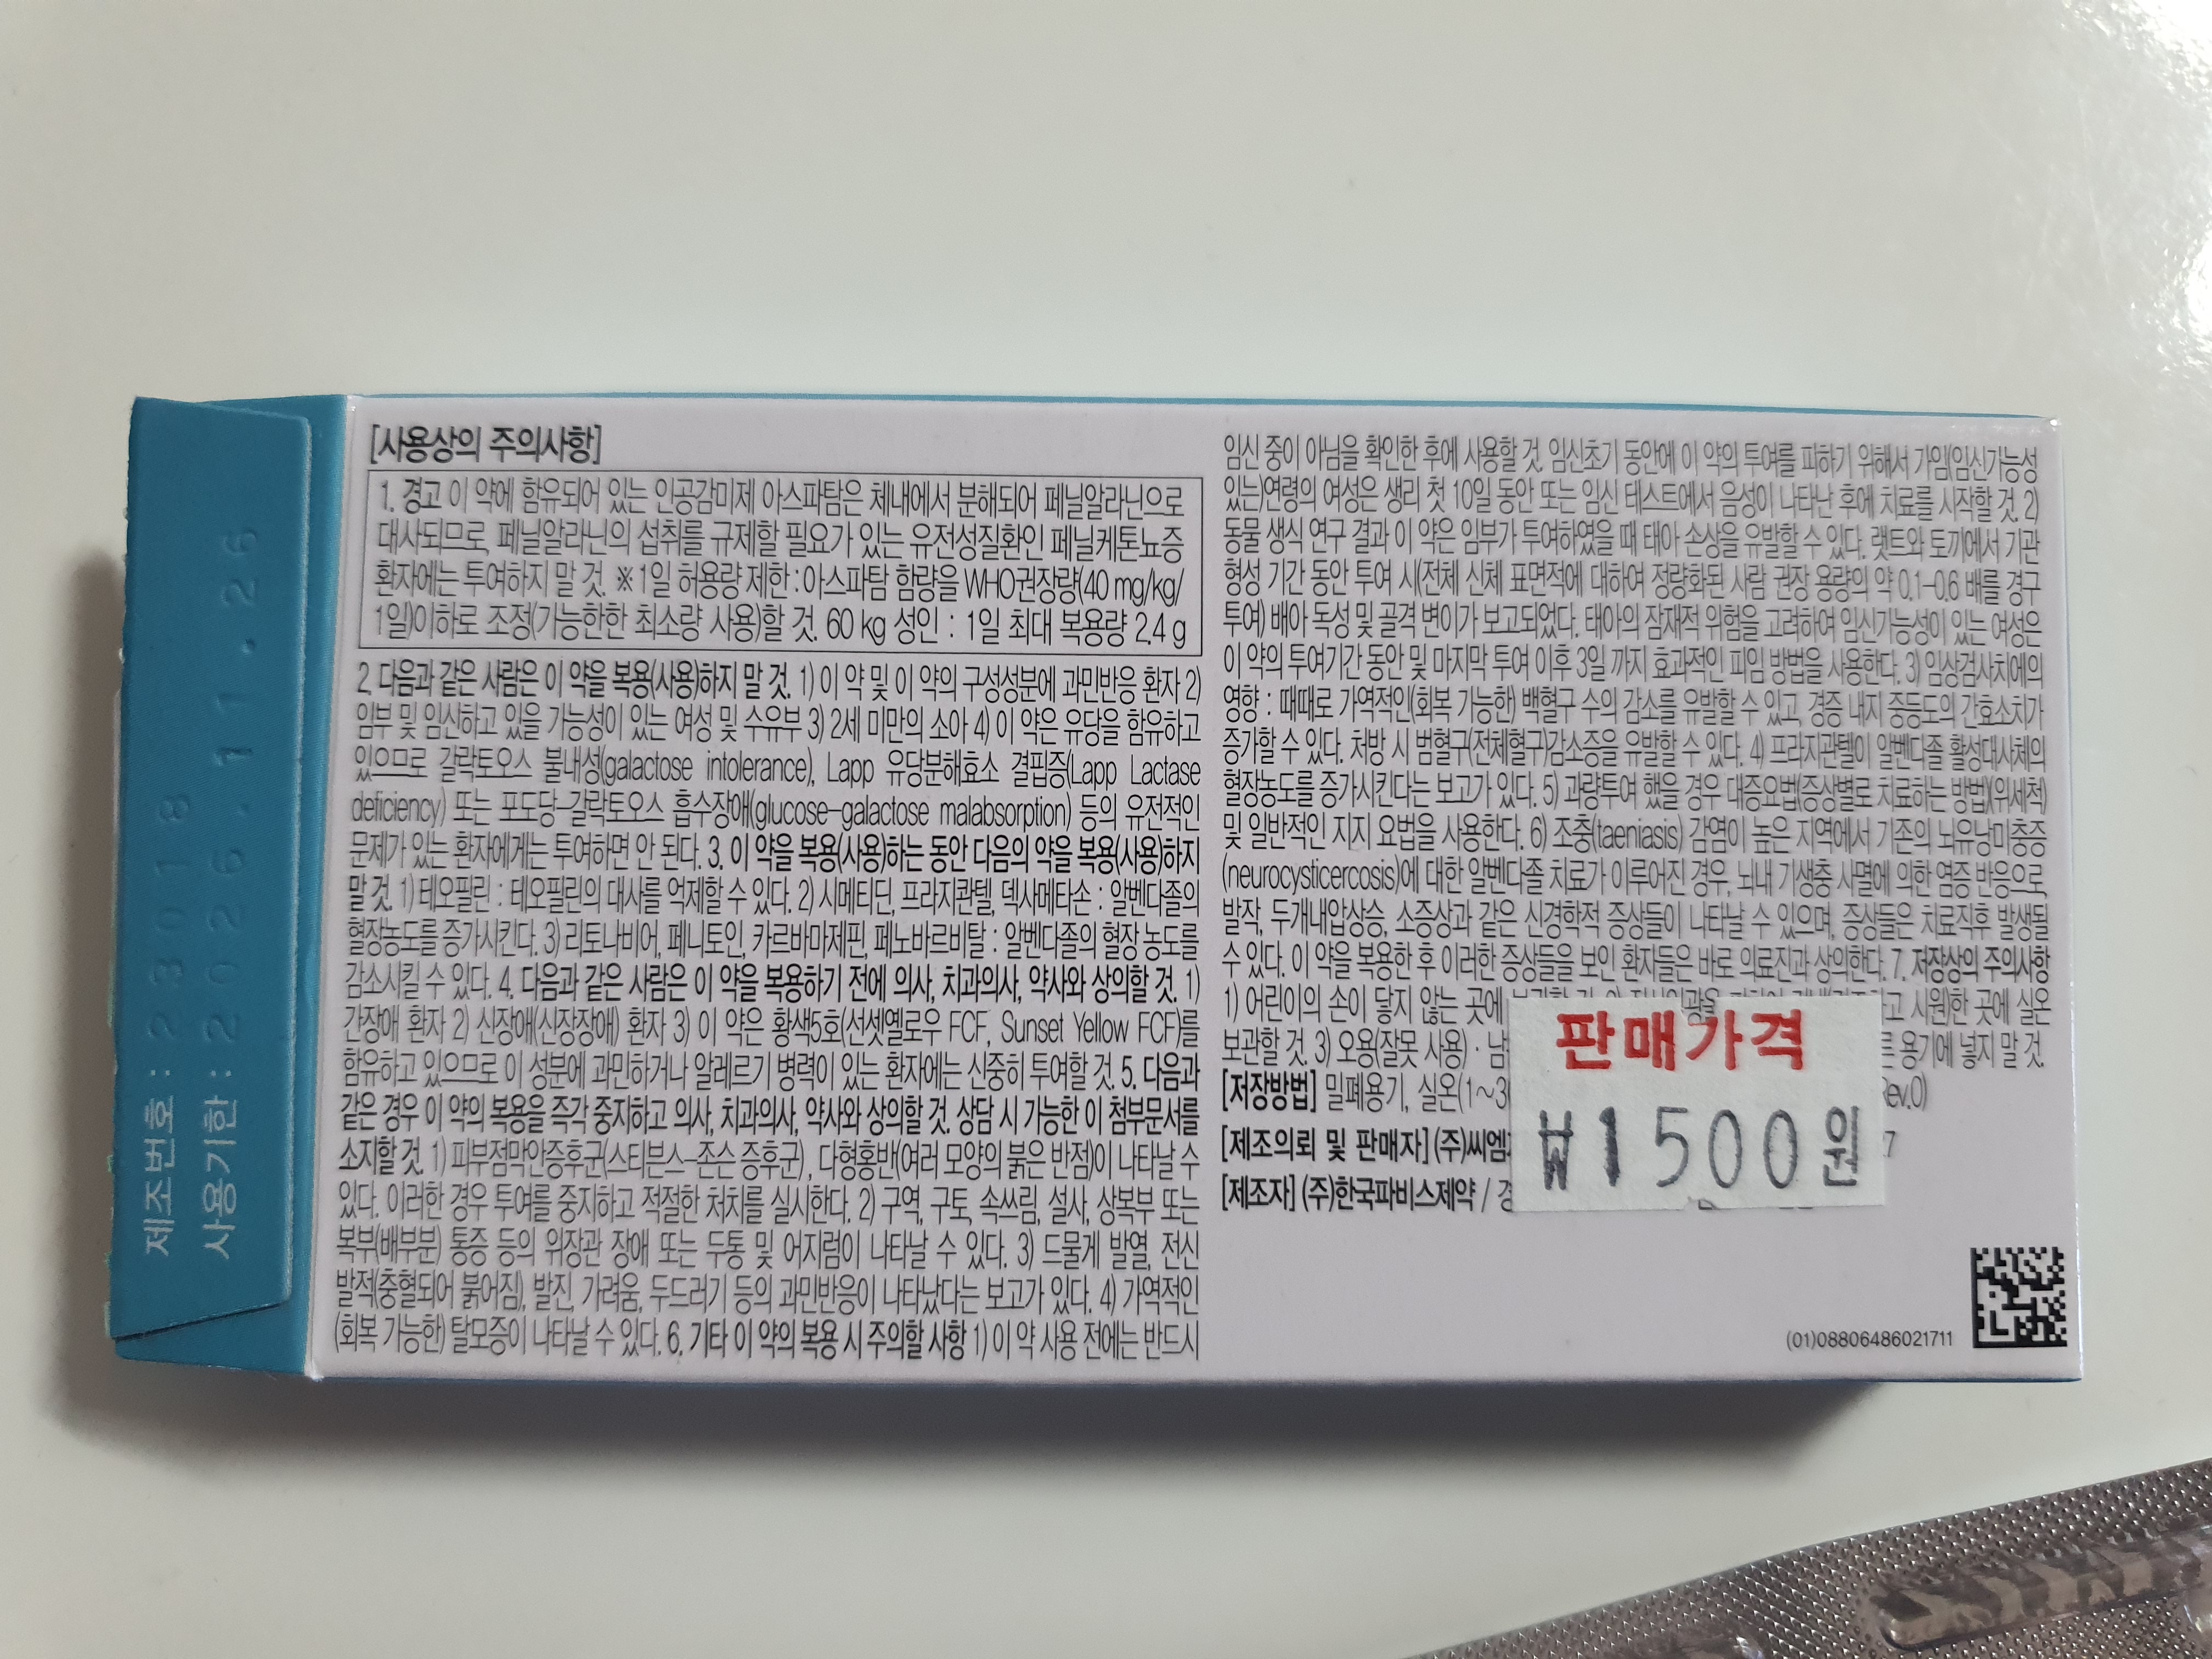 제조번호 : 23018
사용기한 : 2026.11.26
[사용상의 주의사항]
1. 경고 이 약에 함유되어 있는 인공감미제 아스파탐은 체내에서 분해되어 페닐알라닌으로
대사되므로, 페닐알라닌의 섭취를 규제할 필요가 있는 유전성질환인 페닐케톤뇨증
환자에는 투여하지 말 것. ※ 1일 허용량 제한 : 아스파탐 함량을 WHO권장량(40 mg/kg/
1일)이하로 조정(가능한한 최소량 사용)할 것. 60 kg 성인 : 1일 최대 복용량 2.4 g
2. 다음과 같은 사람은 이 약을 복용(사용)하지 말 것. 1) 이 약 및 이 약의 구성성분에 과민반응 환자 2)
임부 및 임신하고 있을 가능성이 있는 여성 및 수유부 3) 2세 미만의 소아 4) 이 약은 유당을 함유하고
있으므로 갈락토오스 불내성(galactose intolerance), Lapp 유당분해효소 결핍증(Lapp Lactase
deficiency) 또는 포도당-갈락토오스 흡수장애(glucose-galactose malabsorption) 등의 유전적인
문제가 있는 환자에게는 투여하면 안 된다. 3. 이 약을 복용(사용)하는 동안 다음의 약을 복용(사용)하지
말 것. 1) 테오필린 : 테오필린의 대사를 억제할 수 있다. 2) 시메티딘, 프라지콴텔, 덱사메타손 : 알벤다졸의
혈장농도를 증가시킨다. 3) 리토나비어, 페니토인, 카르바마제핀, 페노바르비탈 : 알벤다졸의 혈장 농도를
감소시킬 수 있다. 4. 다음과 같은 사람은 이 약을 복용하기 전에 의사, 치과의사, 약사와 상의할 것. 1)
간장애 환자 2) 신장애(신장장애) 환자 3) 이 약은 황색5호(선셋옐로우 FCF, Sunset Yellow FCF)를
함유하고 있으므로 이 성분에 과민하거나 알레르기 병력이 있는 환자에는 신중히 투여할 것. 5. 다음과
같은 경우 이 약의 복용을 즉각 중지하고 의사, 치과의사, 약사와 상의할 것. 상담 시 가능한 이 첨부문서를
소지할 것. 1) 피부점막안증후군(스티븐스-존슨 증후군), 다형홍반(여러 모양의 붉은 반점)이 나타날 수
있다. 이러한 경우 투여를 중지하고 적절한 처치를 실시한다. 2) 구역, 구토, 속쓰림, 설사, 상복부 또는
복부(배부분) 통증 등의 위장관 장애 또는 두통 및 어지럼이 나타날 수 있다. 3) 드물게 발열, 전신
발적(충혈되어 붉어짐), 발진, 가려움, 두드러기 등의 과민반응이 나타났다는 보고가 있다. 4) 가역적인
(회복 가능한) 탈모증이 나타날 수 있다. 6. 기타 이 약의 복용 시 주의할 사항 1) 이 약 사용 전에는 반드시
임신 중이 아님을 확인한 후에 사용할 것. 임신초기 동안에 이 약의 투여를 피하기 위해서 가임(임신가능성
있는)연령의 여성은 생리 첫 10일 동안 또는 임신 테스트에서 음성이 나타난 후에 치료를 시작할 것. 2)
동물 생식 연구 결과 이 약은 임부가 투여하였을 때 태아 손상을 유발할 수 있다. 랫트와 토끼에서 기관
형성 기간 동안 투여 시(전체 신체 표면적에 대하여 정량화된 사람 권장 용량의 약 0.1-0.6 배를 경구
투여) 배아 독성 및 골격 변이가 보고되었다. 태아의 잠재적 위험을 고려하여 임신가능성이 있는 여성은
이 약의 투여기간 동안 및 마지막 투여 이후 3일 까지 효과적인 피임 방법을 사용한다. 3) 임상검사치에의
영향 : 때때로 가역적인(회복 가능한) 백혈구 수의 감소를 유발할 수 있고, 경증 내지 중등도의 간효소치가
증가할 수 있다. 처방 시 범혈구(전체혈구)감소증을 유발할 수 있다. 4) 프라지관텔이 알벤다졸 활성대사체의
혈장농도를 증가시킨다는 보고가 있다. 5) 과량투여 했을 경우 대증요법(증상별로 치료하는 방법)(위세척)
및 일반적인 지지 요법을 사용한다. 6) 조충(taeniasis) 감염이 높은 지역에서 기존의 뇌유낭미충증
(neurocysticercosis)에 대한 알벤다졸 치료가 이루어진 경우, 뇌내 기생충 사멸에 의한 염증 반응으로,
발작, 두개내압상승, 소증상과 같은 신경학적 증상들이 나타날 수 있으며, 증상들은 치료직후 발생될
수 있다. 이 약을 복용한 후 이러한 증상들을 보인 환자들은 바로 의료진과 상의한다. 7. 저장상의 주의사항
1) 어린이의 손이 닿지 않는 곳에 시원)한 곳에 실온
보관할 것. 3) 오용(잘못 사용) · 용기에 넣지 말 것.
[저장방법] 밀폐용기, 실온(1~3 Rev.0)
[제조의뢰 및 판매자] (주)씨엠 7
[제조자] (주)한국파비스제약 /
판매가격
₩1500원
(01)08806486021711